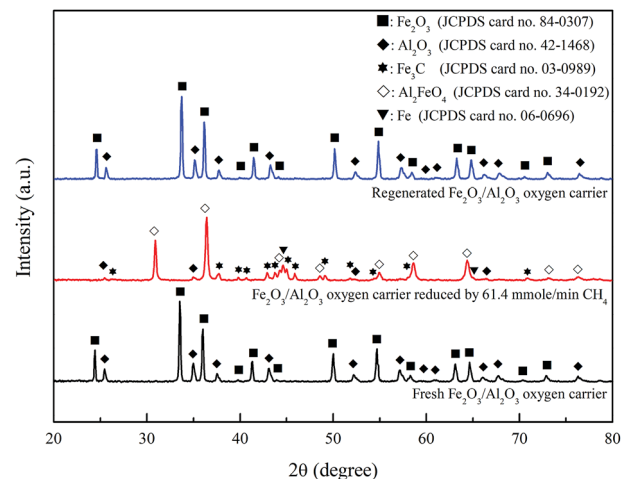 ■: Fe₂O₃ (JCPDS card no. 84-0307)
◆: Al₂O₃ (JCPDS card no. 42-1468)
✶: Fe₃C (JCPDS card no. 03-0989)
◇: Al₂FeO₄ (JCPDS card no. 34-0192)
▼: Fe (JCPDS card no. 06-0696)
Regenerated Fe₂O₃/Al₂O₃ oxygen carrier
Fe₂O₃/Al₂O₃ oxygen carrier reduced by 61.4 mmole/min CH₄
Fresh Fe₂O₃/Al₂O₃ oxygen carrier
Intensity (a.u.)
20 30 40 50 60 70 80
2θ (degree)